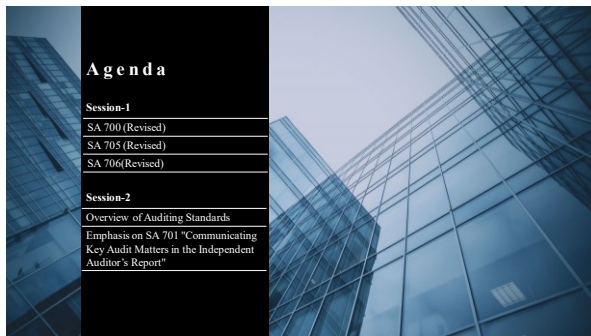 Agenda
Session-1
SA 700 (Revised)
SA 705 (Revised)
SA 706(Revised)
Session-2
Overview of Auditing Standards
Emphasis on SA 701 "Communicating
Key Audit Matters in the Independent
Auditor's Report"